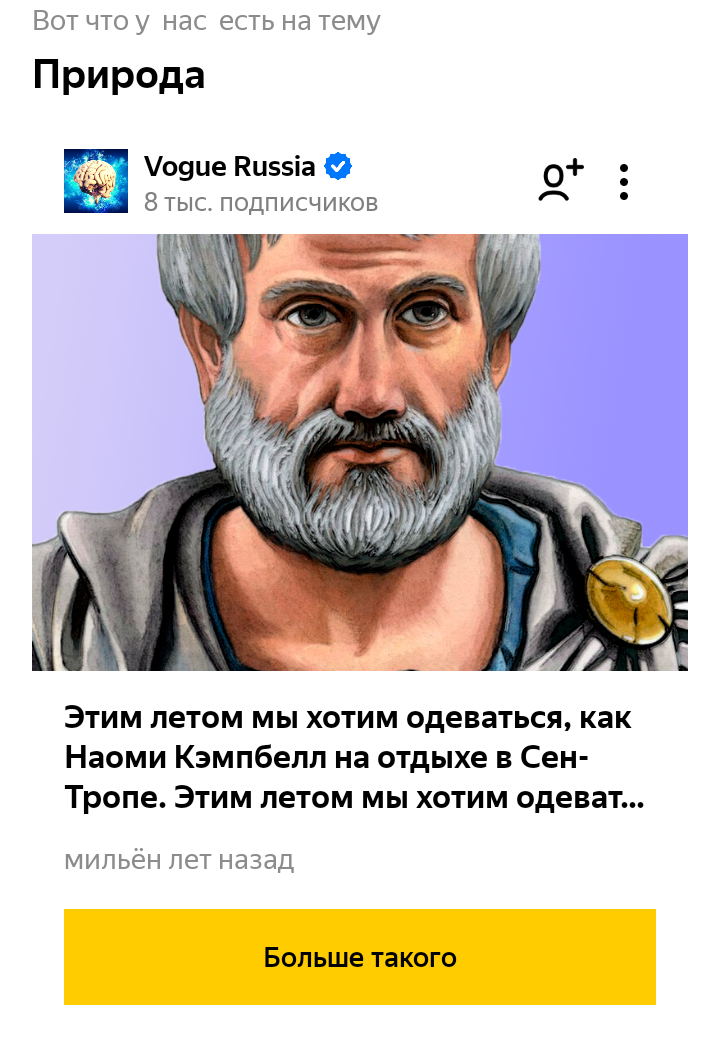 Вот что у нас есть на тему
Природа
Vogue Russia
8 тыс. подписчиков
Этим летом мы хотим одеваться, как
Наоми Кэмпбелл на отдыхе в Сен-
Тропе. Этим летом мы хотим одеват...
мильён лет назад
Больше такого